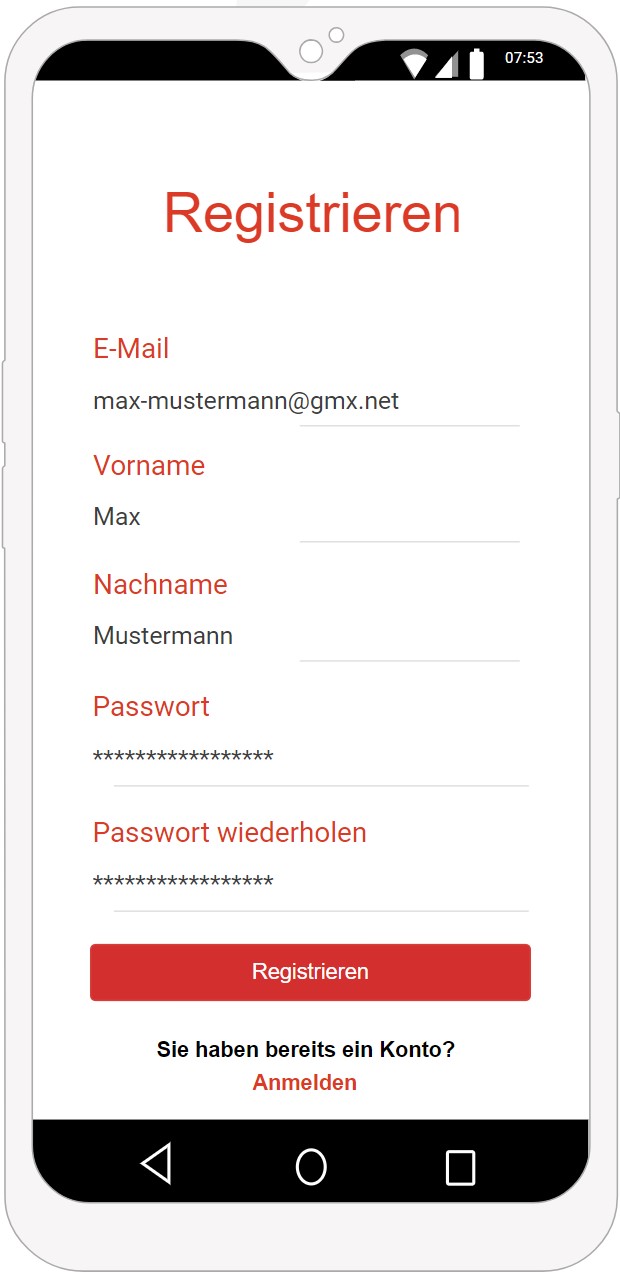 07:53
Registrieren
E-Mail
max-mustermann@gmx.net
Vorname
Max
Nachname
Mustermann
Passwort
*****************
Passwort wiederholen
*****************
Registrieren
Sie haben bereits ein Konto?
Anmelden